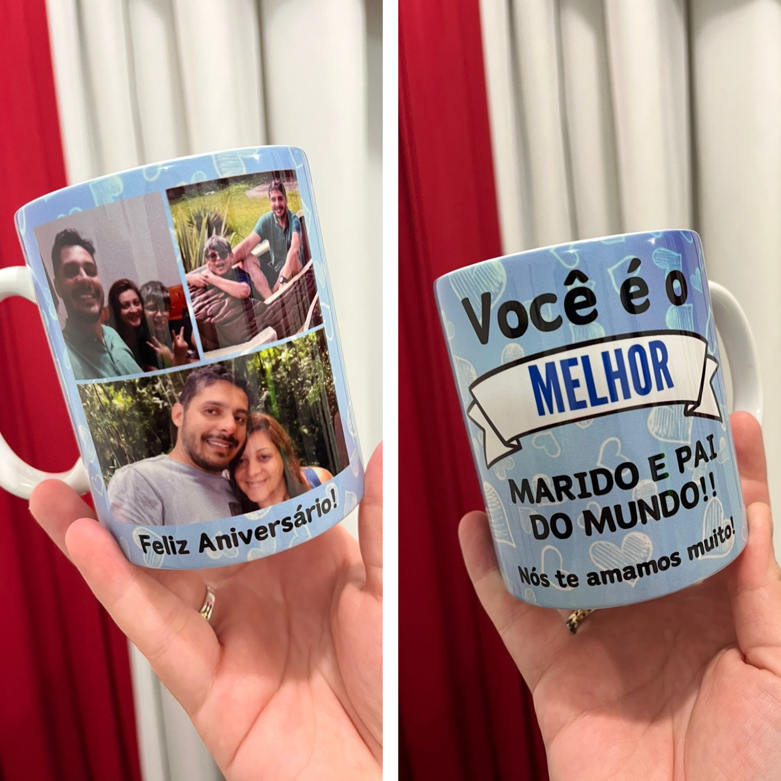 Feliz Aniversário!
Você é o
MELHOR
MARIDO E PAI
DO MUNDO!!
Nós te amamos muito!